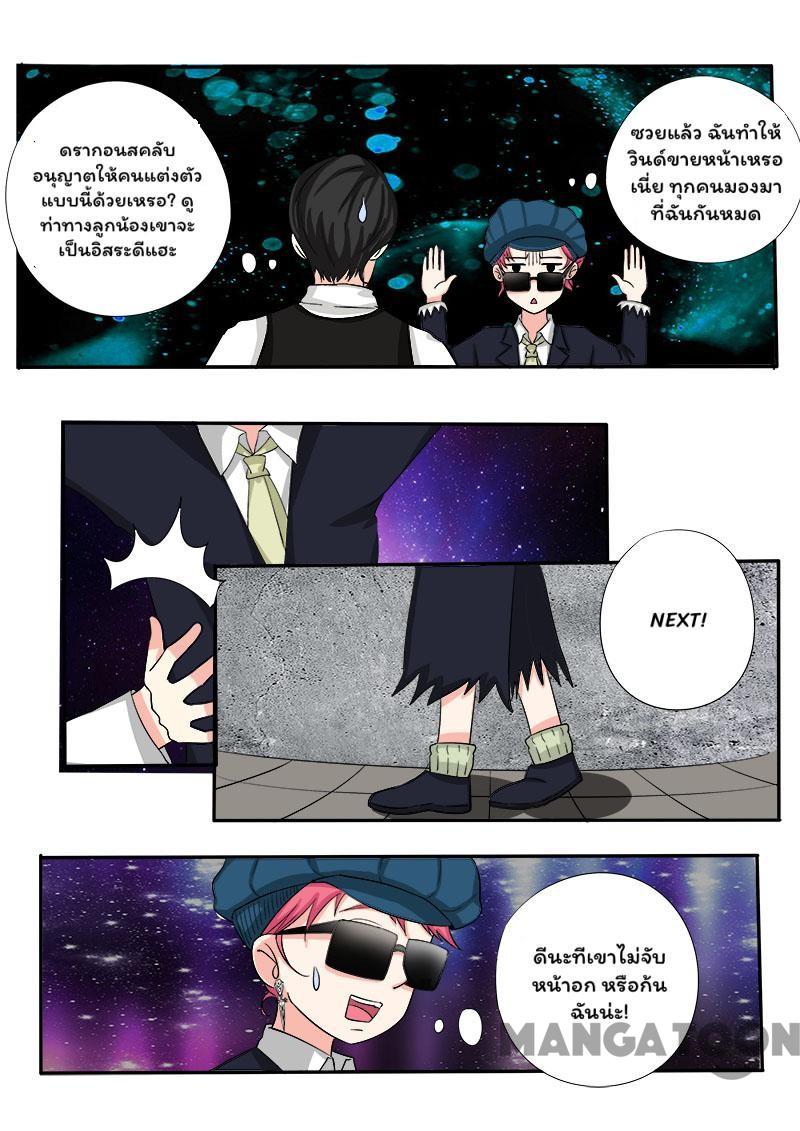 ดรากอนสคลับ
อนุญาตให้คนแต่งตัว
แบบนี้ด้วยเหรอ? ดู
ท่าทางลูกน้องเขาจะ
เป็นอิสระดีแฮะ
ซวยแล้ว ฉันทำให้
วินด์ขายหน้าเหรอ
เนี่ย ทุกคนมองมา
ที่ฉันกันหมด
NEXT!
ดีนะทีเขาไม่จับ
หน้าอก หรือก้น
ฉันน่ะ!
MANGATOON